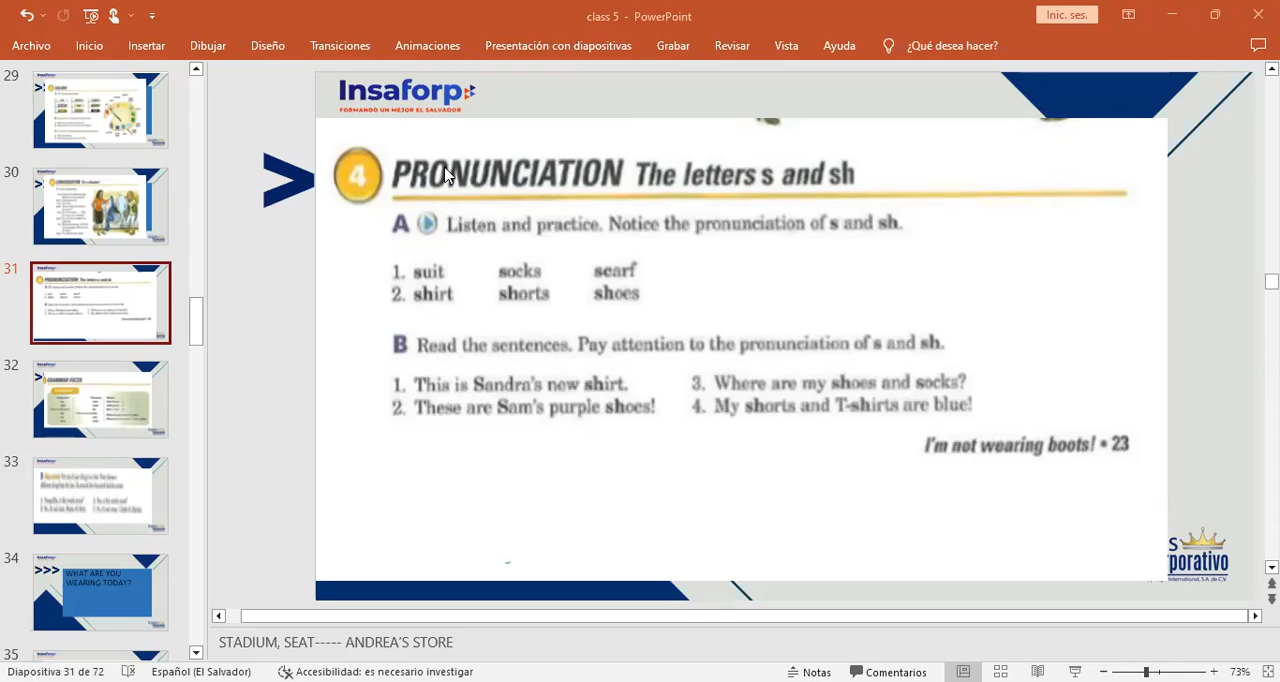 class 5 - PowerPoint
Inic. ses.
Archivo Inicio Insertar Dibujar Diseño Transiciones Animaciones Presentación con diapositivas Grabar Revisar Vista Ayuda ¿Qué desea hacer?
29
30
31
32
33
34
WHAT ARE YOU
WEARING TODAY?
35
Insaforp
FORMANDO UN MEJOR EL SALVADOR
4 PRONUNCIATION The letters s and sh
A Listen and practice. Notice the pronunciation of s and sh.
1. suit socks scarf
2. shirt shorts shoes
B Read the sentences. Pay attention to the pronunciation of s and sh.
1. This is Sandra's new shirt. 3. Where are my shoes and socks?
2. These are Sam's purple shoes! 4. My shorts and T-shirts are blue!
I'm not wearing boots! • 23
International, S.A. de C.V.
STADIUM, SEAT----- ANDREA'S STORE
Diapositiva 31 de 72 Español (El Salvador) Accesibilidad: es necesario investigar Notas Comentarios 73%